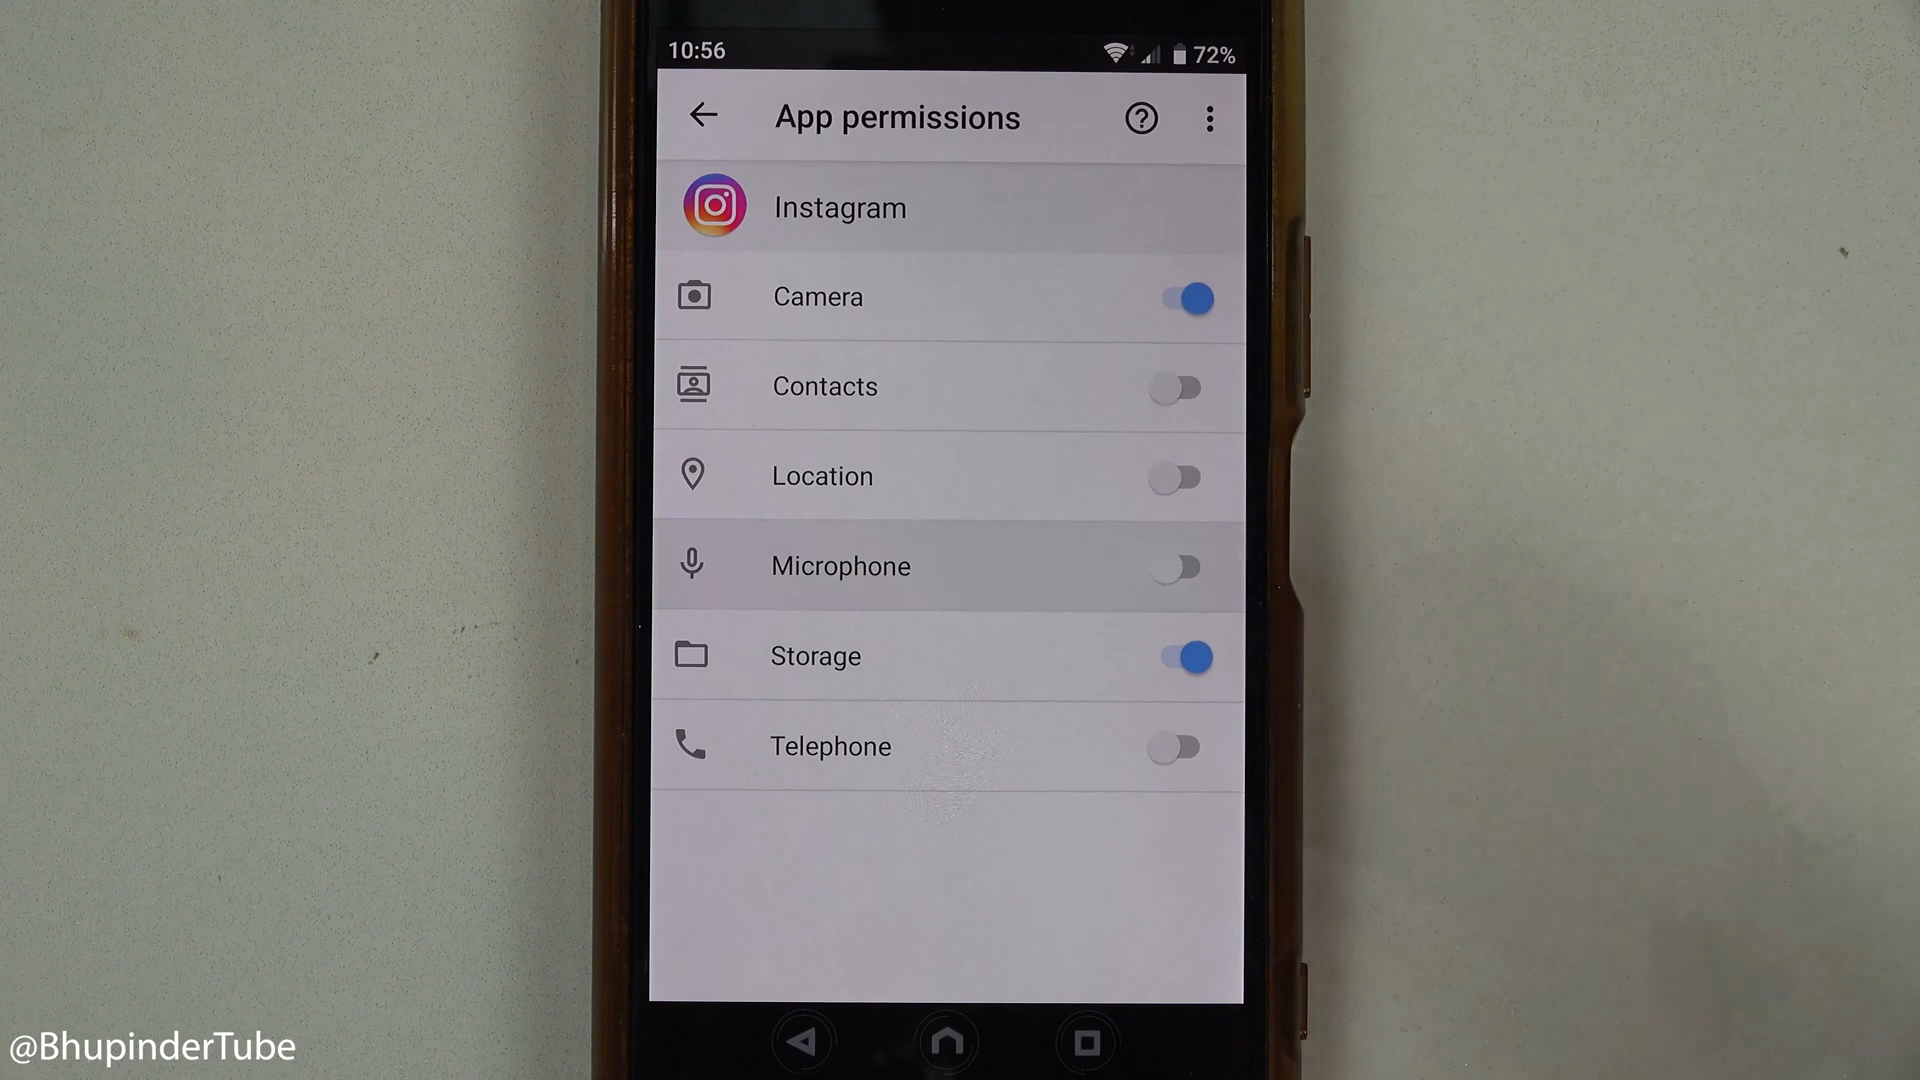 10:56
72%
App permissions
Instagram
Camera
Contacts
Location
Microphone
Storage
Telephone
@BhupinderTube